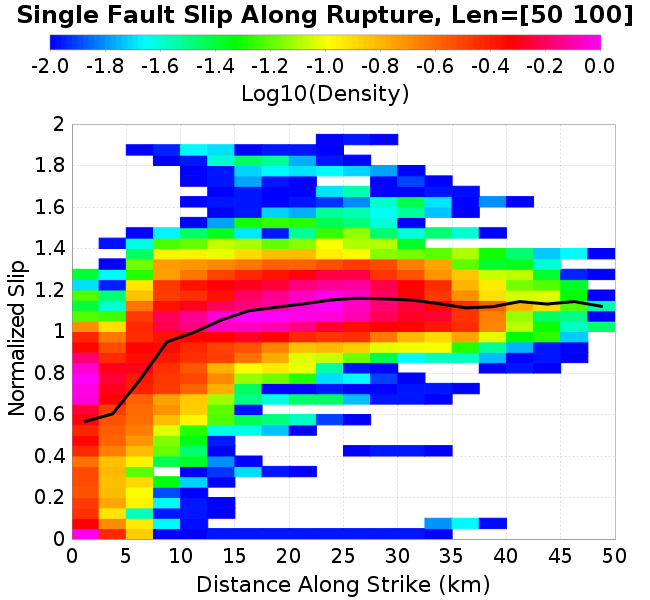 Single Fault Slip Along Rupture, Len=[50 100]
-2.0 -1.8 -1.6 -1.4 -1.2 -1.0 -0.8 -0.6 -0.4 -0.2 0.0
Log10(Density)
2
1.8
1.6
1.4
1.2
1
0.8
0.6
0.4
0.2
0
Normalized Slip
0 5 10 15 20 25 30 35 40 45 50
Distance Along Strike (km)